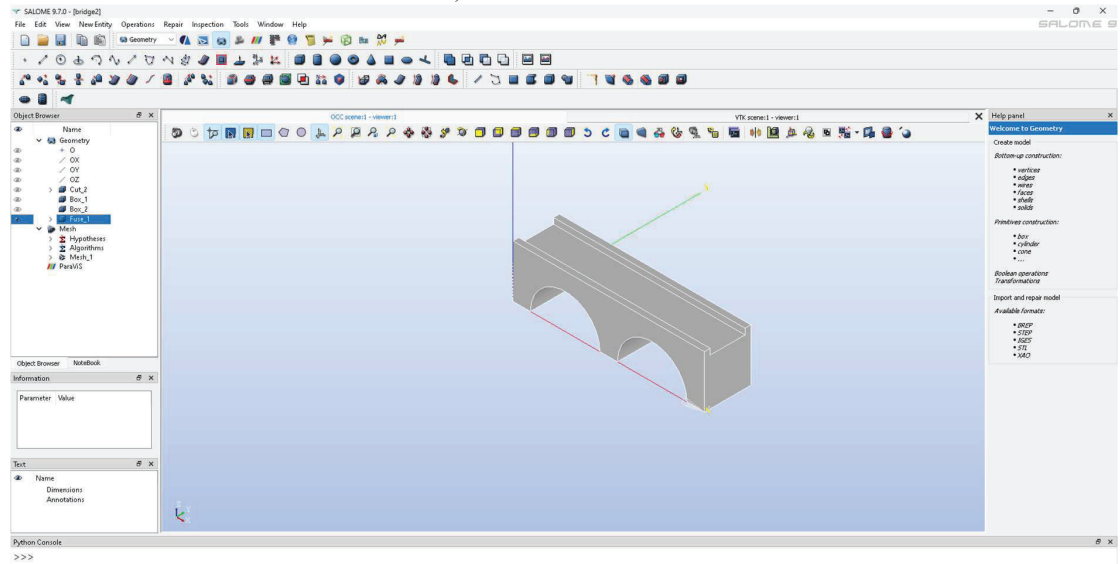 SALOME 9.7.0 - [bridge2]
File Edit View New Entity Operations Repair Inspection Tools Window Help
SALOME 9
Geometry
Object Browser
OCC scene:1 - viewer:1
VTK scene:1 - viewer:1
Help panel
Name
Geometry
O
OX
OY
OZ
Cut_2
Box_1
Box_2
Fuse_1
Mesh
Hypotheses
Algorithms
Mesh_1
ParaViS
Object Browser NoteBook
Information
Parameter Value
Text
Name
Dimensions
Annotations
Welcome to Geometry
Create model
Bottom-up construction:
• vertices
• edges
• wires
• faces
• shells
• solids
Primitives construction:
• box
• cylinder
• cone
• ....
Boolean operations
Transformations
Import and repair model
Available formats:
• BREP
• STEP
• IGES
• STL
• XAO
Python Console
>>>